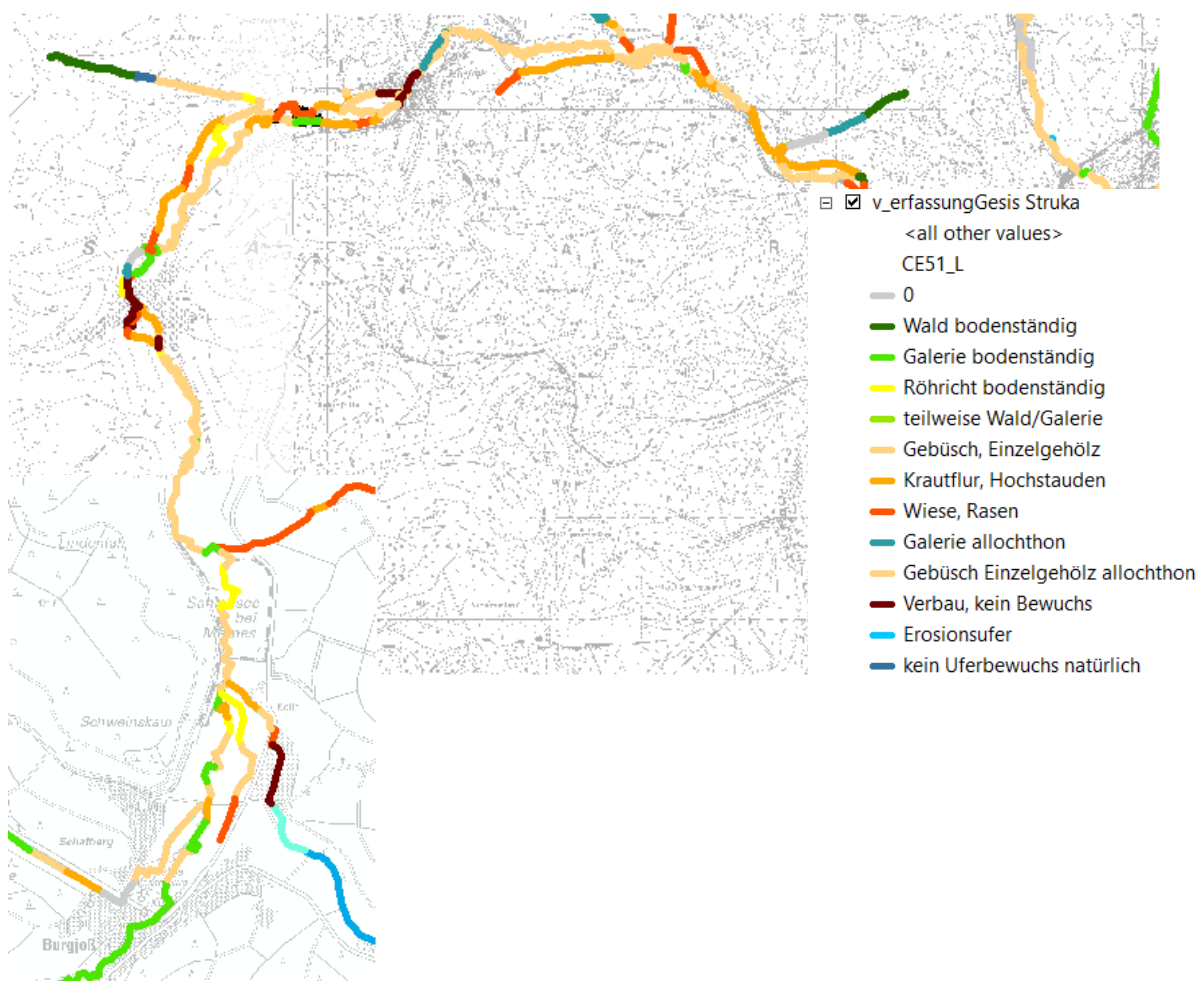 v_erfassungGesis Struka
<all other values>
CE51_L
0
Wald bodenständig
Galerie bodenständig
Röhricht bodenständig
teilweise Wald/Galerie
Gebüsch, Einzelgehölz
Krautflur, Hochstauden
Wiese, Rasen
Galerie allochthon
Gebüsch Einzelgehölz allochthon
Verbau, kein Bewuchs
Erosionsufer
kein Uferbewuchs natürlich
S
A
R
bei
Schafberg
Burgjoß